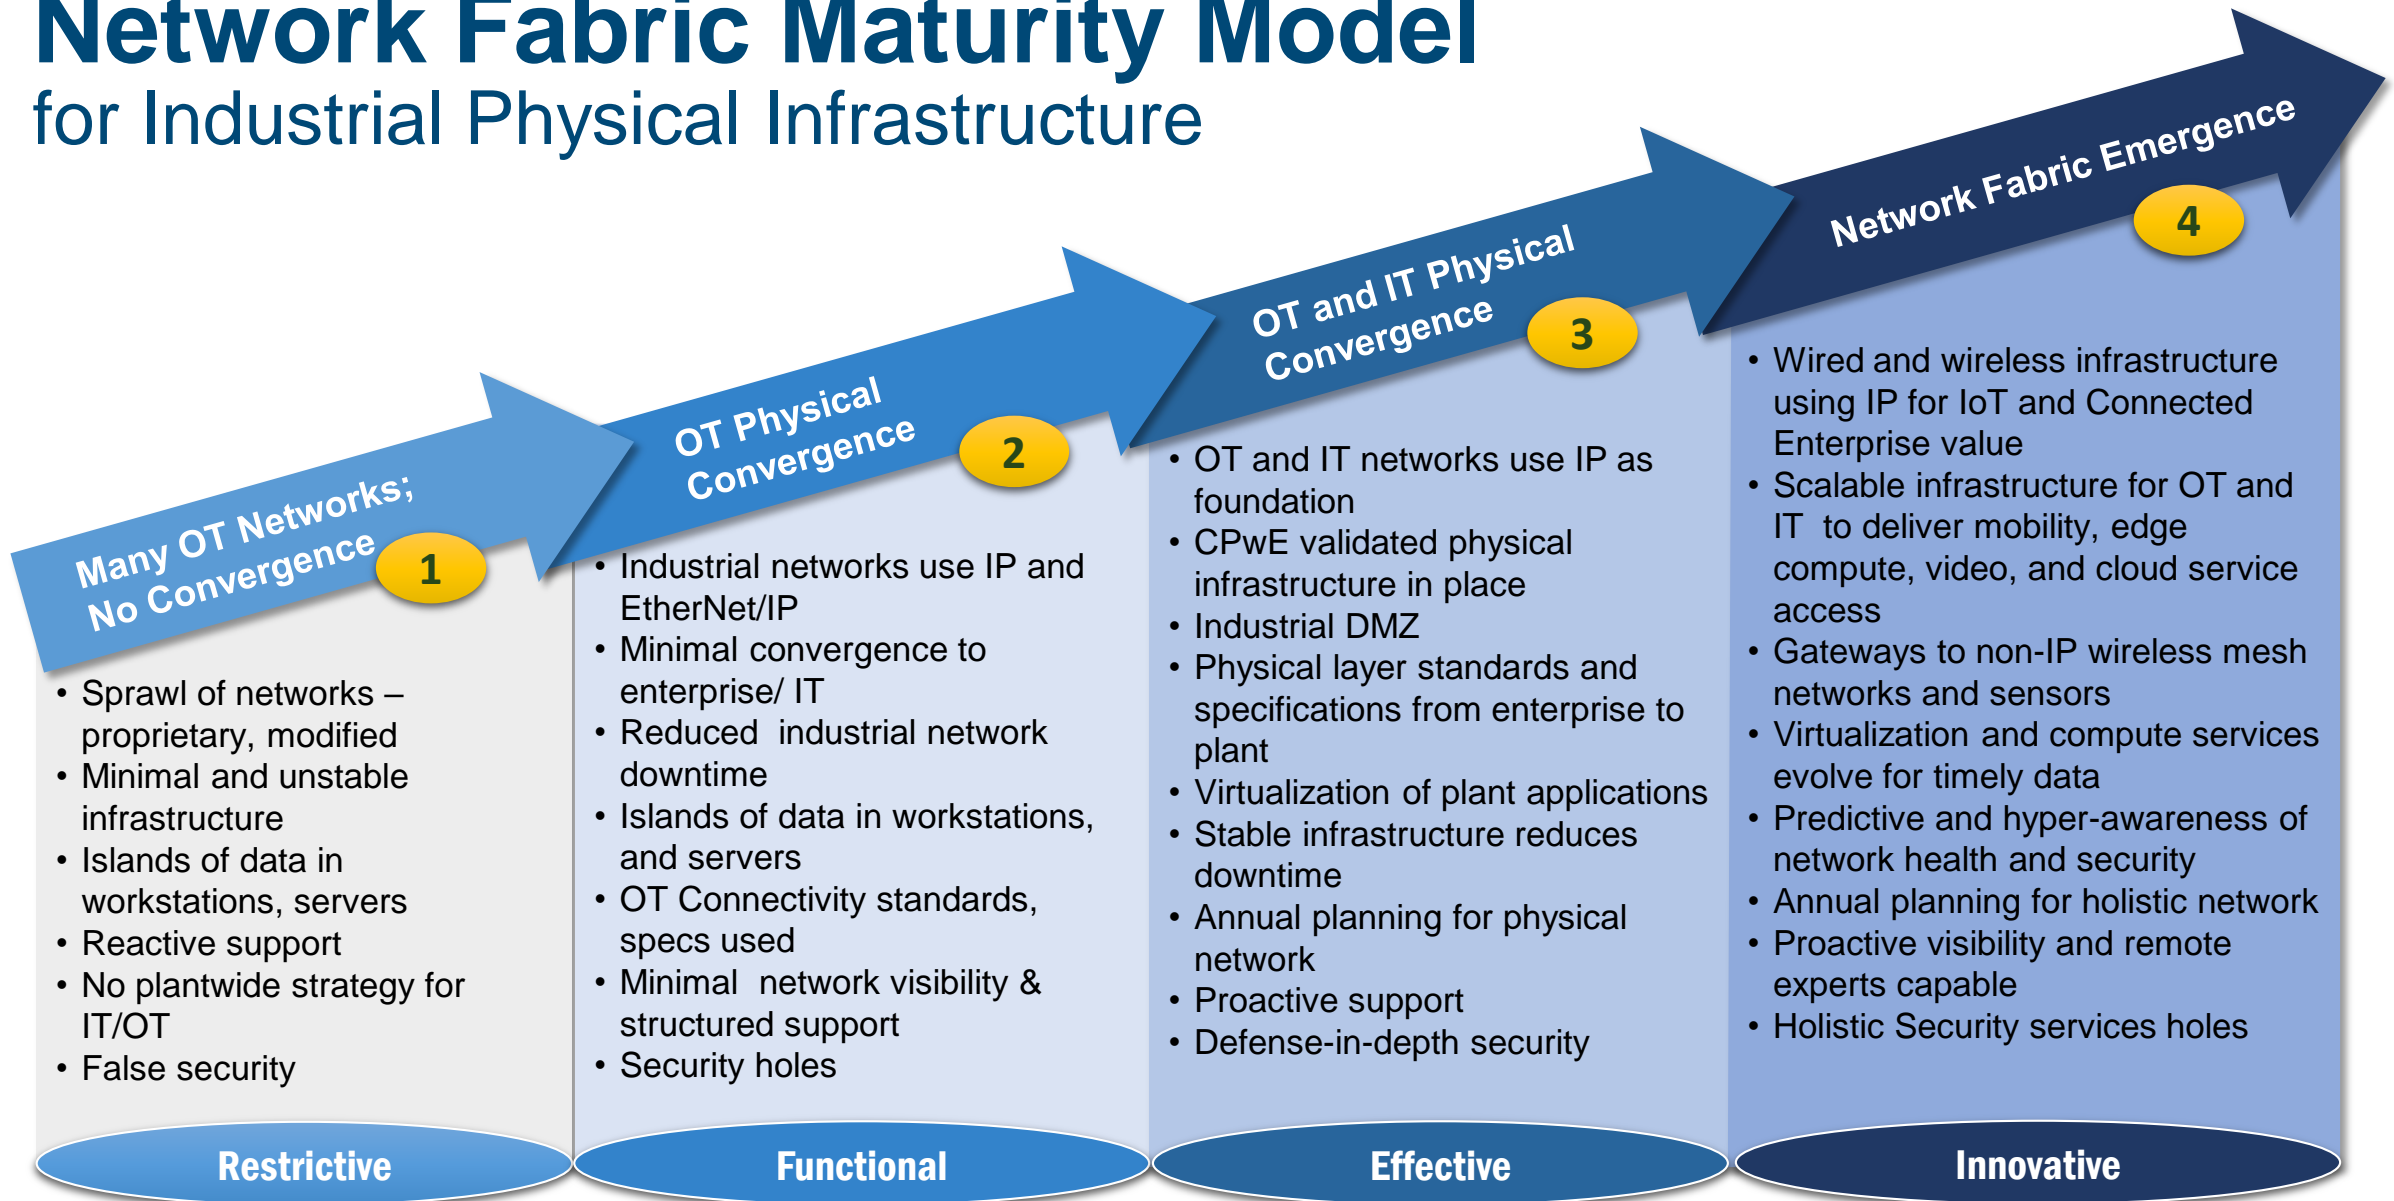 Network Fabric Maturity Model
for Industrial Physical Infrastructure
Many OT Networks;
No Convergence
1
• Sprawl of networks –
proprietary, modified
• Minimal and unstable
infrastructure
• Islands of data in
workstations, servers
• Reactive support
• No plantwide strategy for
IT/OT
• False security
Restrictive
OT Physical
Convergence
2
• Industrial networks use IP and
EtherNet/IP
• Minimal convergence to
enterprise/ IT
• Reduced  industrial network
downtime
• Islands of data in workstations,
and servers
• OT Connectivity standards,
specs used
• Minimal  network visibility &
structured support
• Security holes
Functional
OT and IT Physical
Convergence
3
• OT and IT networks use IP as
foundation
• CPwE validated physical
infrastructure in place
• Industrial DMZ
• Physical layer standards and
specifications from enterprise to
plant
• Virtualization of plant applications
• Stable infrastructure reduces
downtime
• Annual planning for physical
network
• Proactive support
• Defense-in-depth security
Effective
Network Fabric Emergence
4
• Wired and wireless infrastructure
using IP for IoT and Connected
Enterprise value
• Scalable infrastructure for OT and
IT  to deliver mobility, edge
compute, video, and cloud service
access
• Gateways to non-IP wireless mesh
networks and sensors
• Virtualization and compute services
evolve for timely data
• Predictive and hyper-awareness of
network health and security
• Annual planning for holistic network
• Proactive visibility and remote
experts capable
• Holistic Security services holes
Innovative